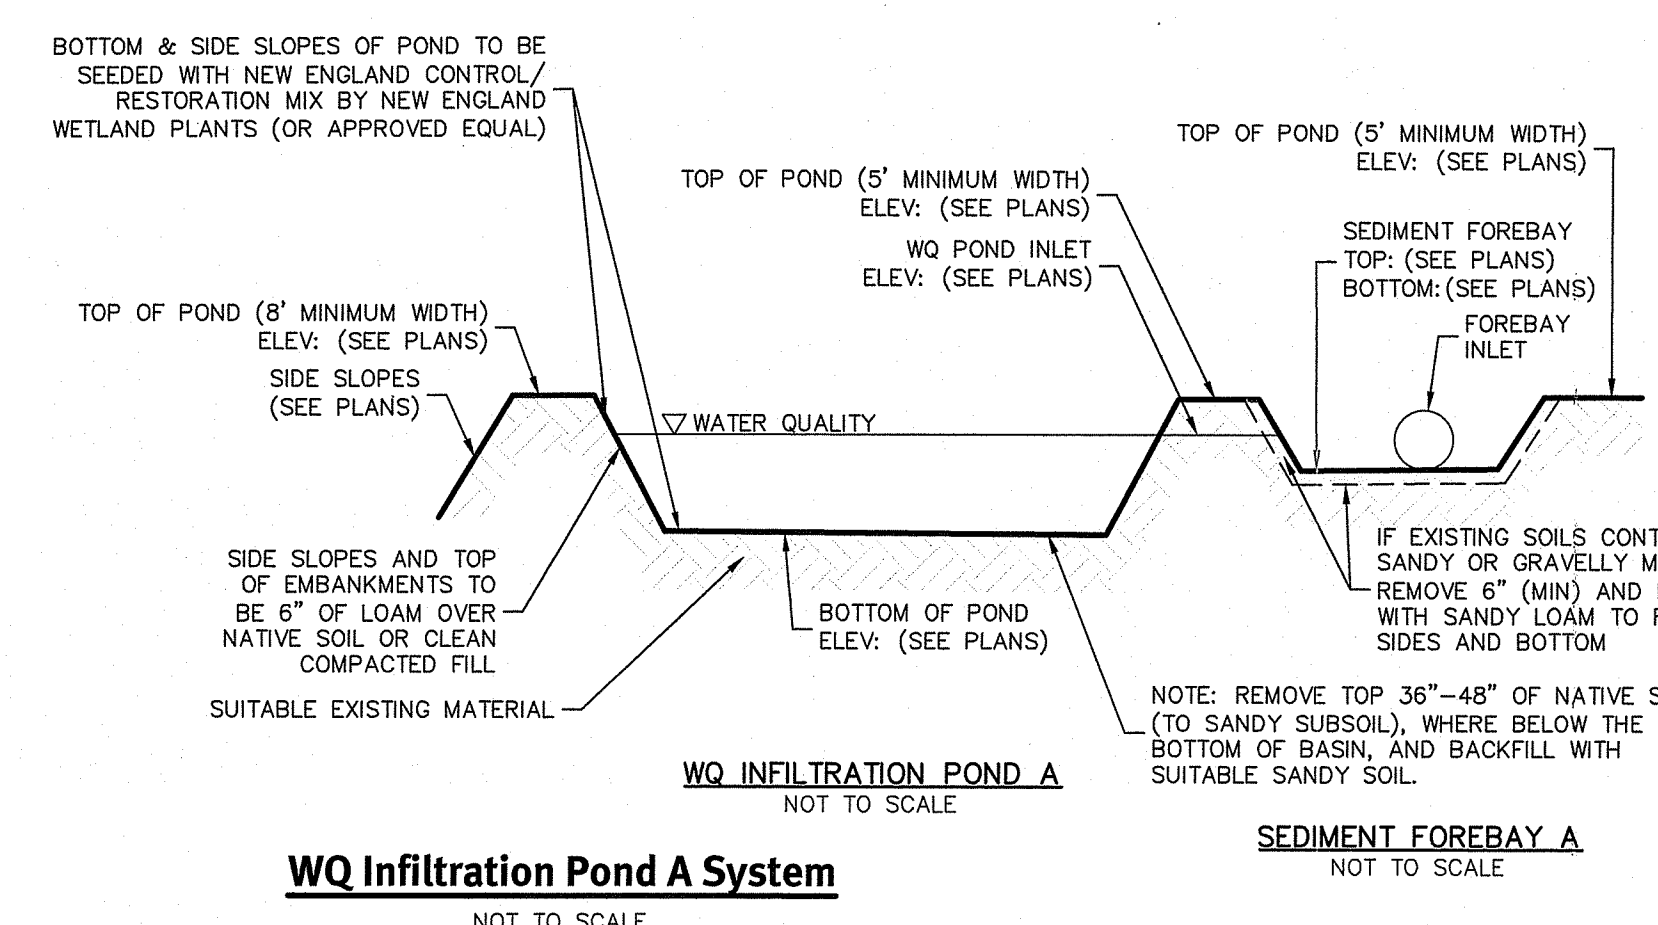 BOTTOM & SIDE SLOPES OF POND TO BE
SEEDED WITH NEW ENGLAND CONTROL/
RESTORATION MIX BY NEW ENGLAND
WETLAND PLANTS (OR APPROVED EQUAL)
TOP OF POND (5' MINIMUM WIDTH)
ELEV: (SEE PLANS)
TOP OF POND (5' MINIMUM WIDTH)
ELEV: (SEE PLANS)
WQ POND INLET
ELEV: (SEE PLANS)
SEDIMENT FOREBAY
TOP: (SEE PLANS)
BOTTOM: (SEE PLANS)
FOREBAY
INLET
TOP OF POND (8' MINIMUM WIDTH)
ELEV: (SEE PLANS)
SIDE SLOPES
(SEE PLANS)
WATER QUALITY
SIDE SLOPES AND TOP
OF EMBANKMENTS TO
BE 6" OF LOAM OVER
NATIVE SOIL OR CLEAN
COMPACTED FILL
SUITABLE EXISTING MATERIAL
BOTTOM OF POND
ELEV: (SEE PLANS)
IF EXISTING SOILS
SANDY OR GRAVELLY
REMOVE 6" (MIN) AND
WITH SANDY LOAM TO
SIDES AND BOTTOM
NOTE: REMOVE TOP 36"-48" OF NATIVE
(TO SANDY SUBSOIL), WHERE BELOW THE
BOTTOM OF BASIN, AND BACKFILL WITH
SUITABLE SANDY SOIL.
WQ INFILTRATION POND A
NOT TO SCALE
SEDIMENT FOREBAY A
NOT TO SCALE
WQ Infiltration Pond A System
NOT TO SCALE